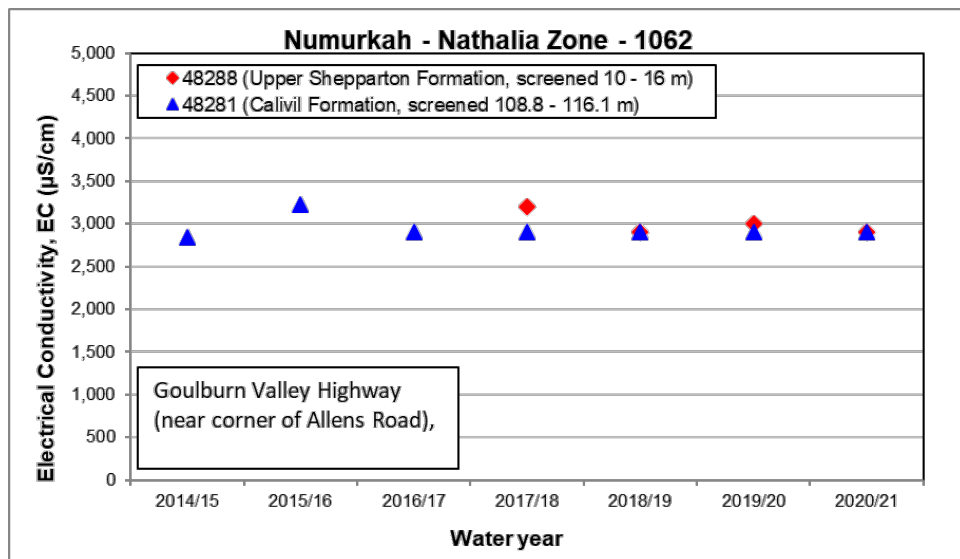 Numurkah - Nathalia Zone - 1062
48288 (Upper Shepparton Formation, screened 10 - 16 m)
48281 (Calivil Formation, screened 108.8 - 116.1 m)
Electrical Conductivity, EC (µS/cm)
5,000
4,500
4,000
3,500
3,000
2,500
2,000
1,500
1,000
500
0
Goulburn Valley Highway
(near corner of Allens Road),
2014/15 2015/16 2016/17 2017/18 2018/19 2019/20 2020/21
Water year